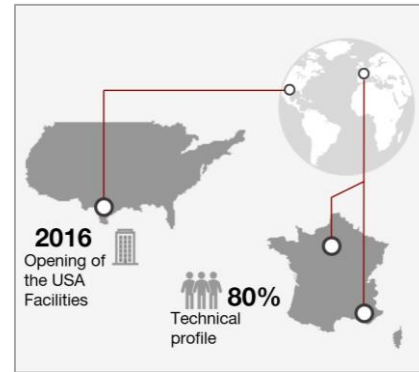 2016
Opening of
the USA
Facilities
80%
Technical
profile